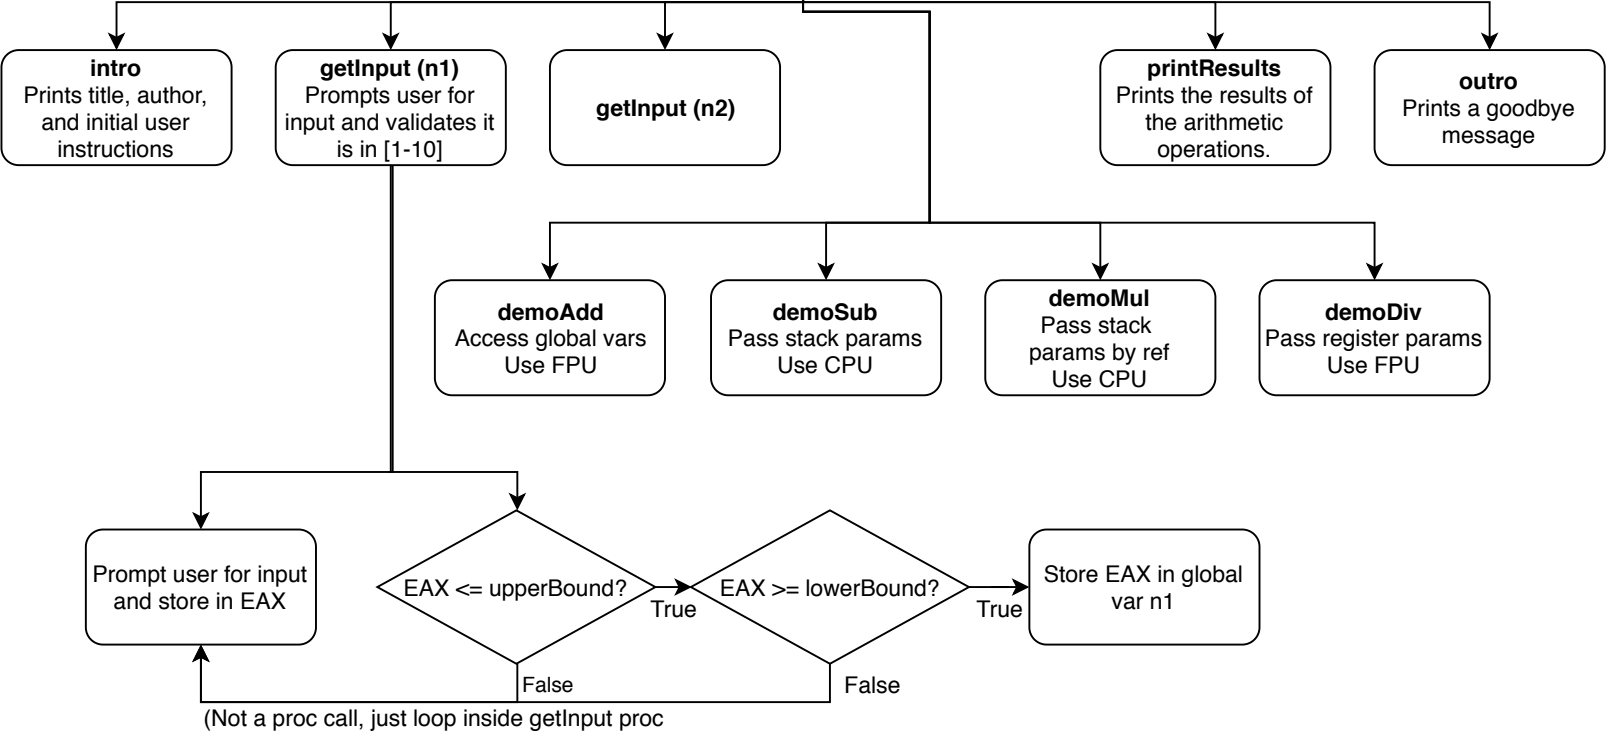 intro
Prints title, author,
and initial user
instructions
getInput (n1)
Prompts user for
input and validates it
is in [1-10]
getInput (n2)
printResults
Prints the results of
the arithmetic
operations.
outro
Prints a goodbye
message
demoAdd
Access global vars
Use FPU
demoSub
Pass stack params
Use CPU
demoMul
Pass stack
params by ref
Use CPU
demoDiv
Pass register params
Use FPU
Prompt user for input
and store in EAX
EAX <= upperBound?
True
EAX >= lowerBound?
True
Store EAX in global
var n1
False
False
(Not a proc call, just loop inside getInput proc